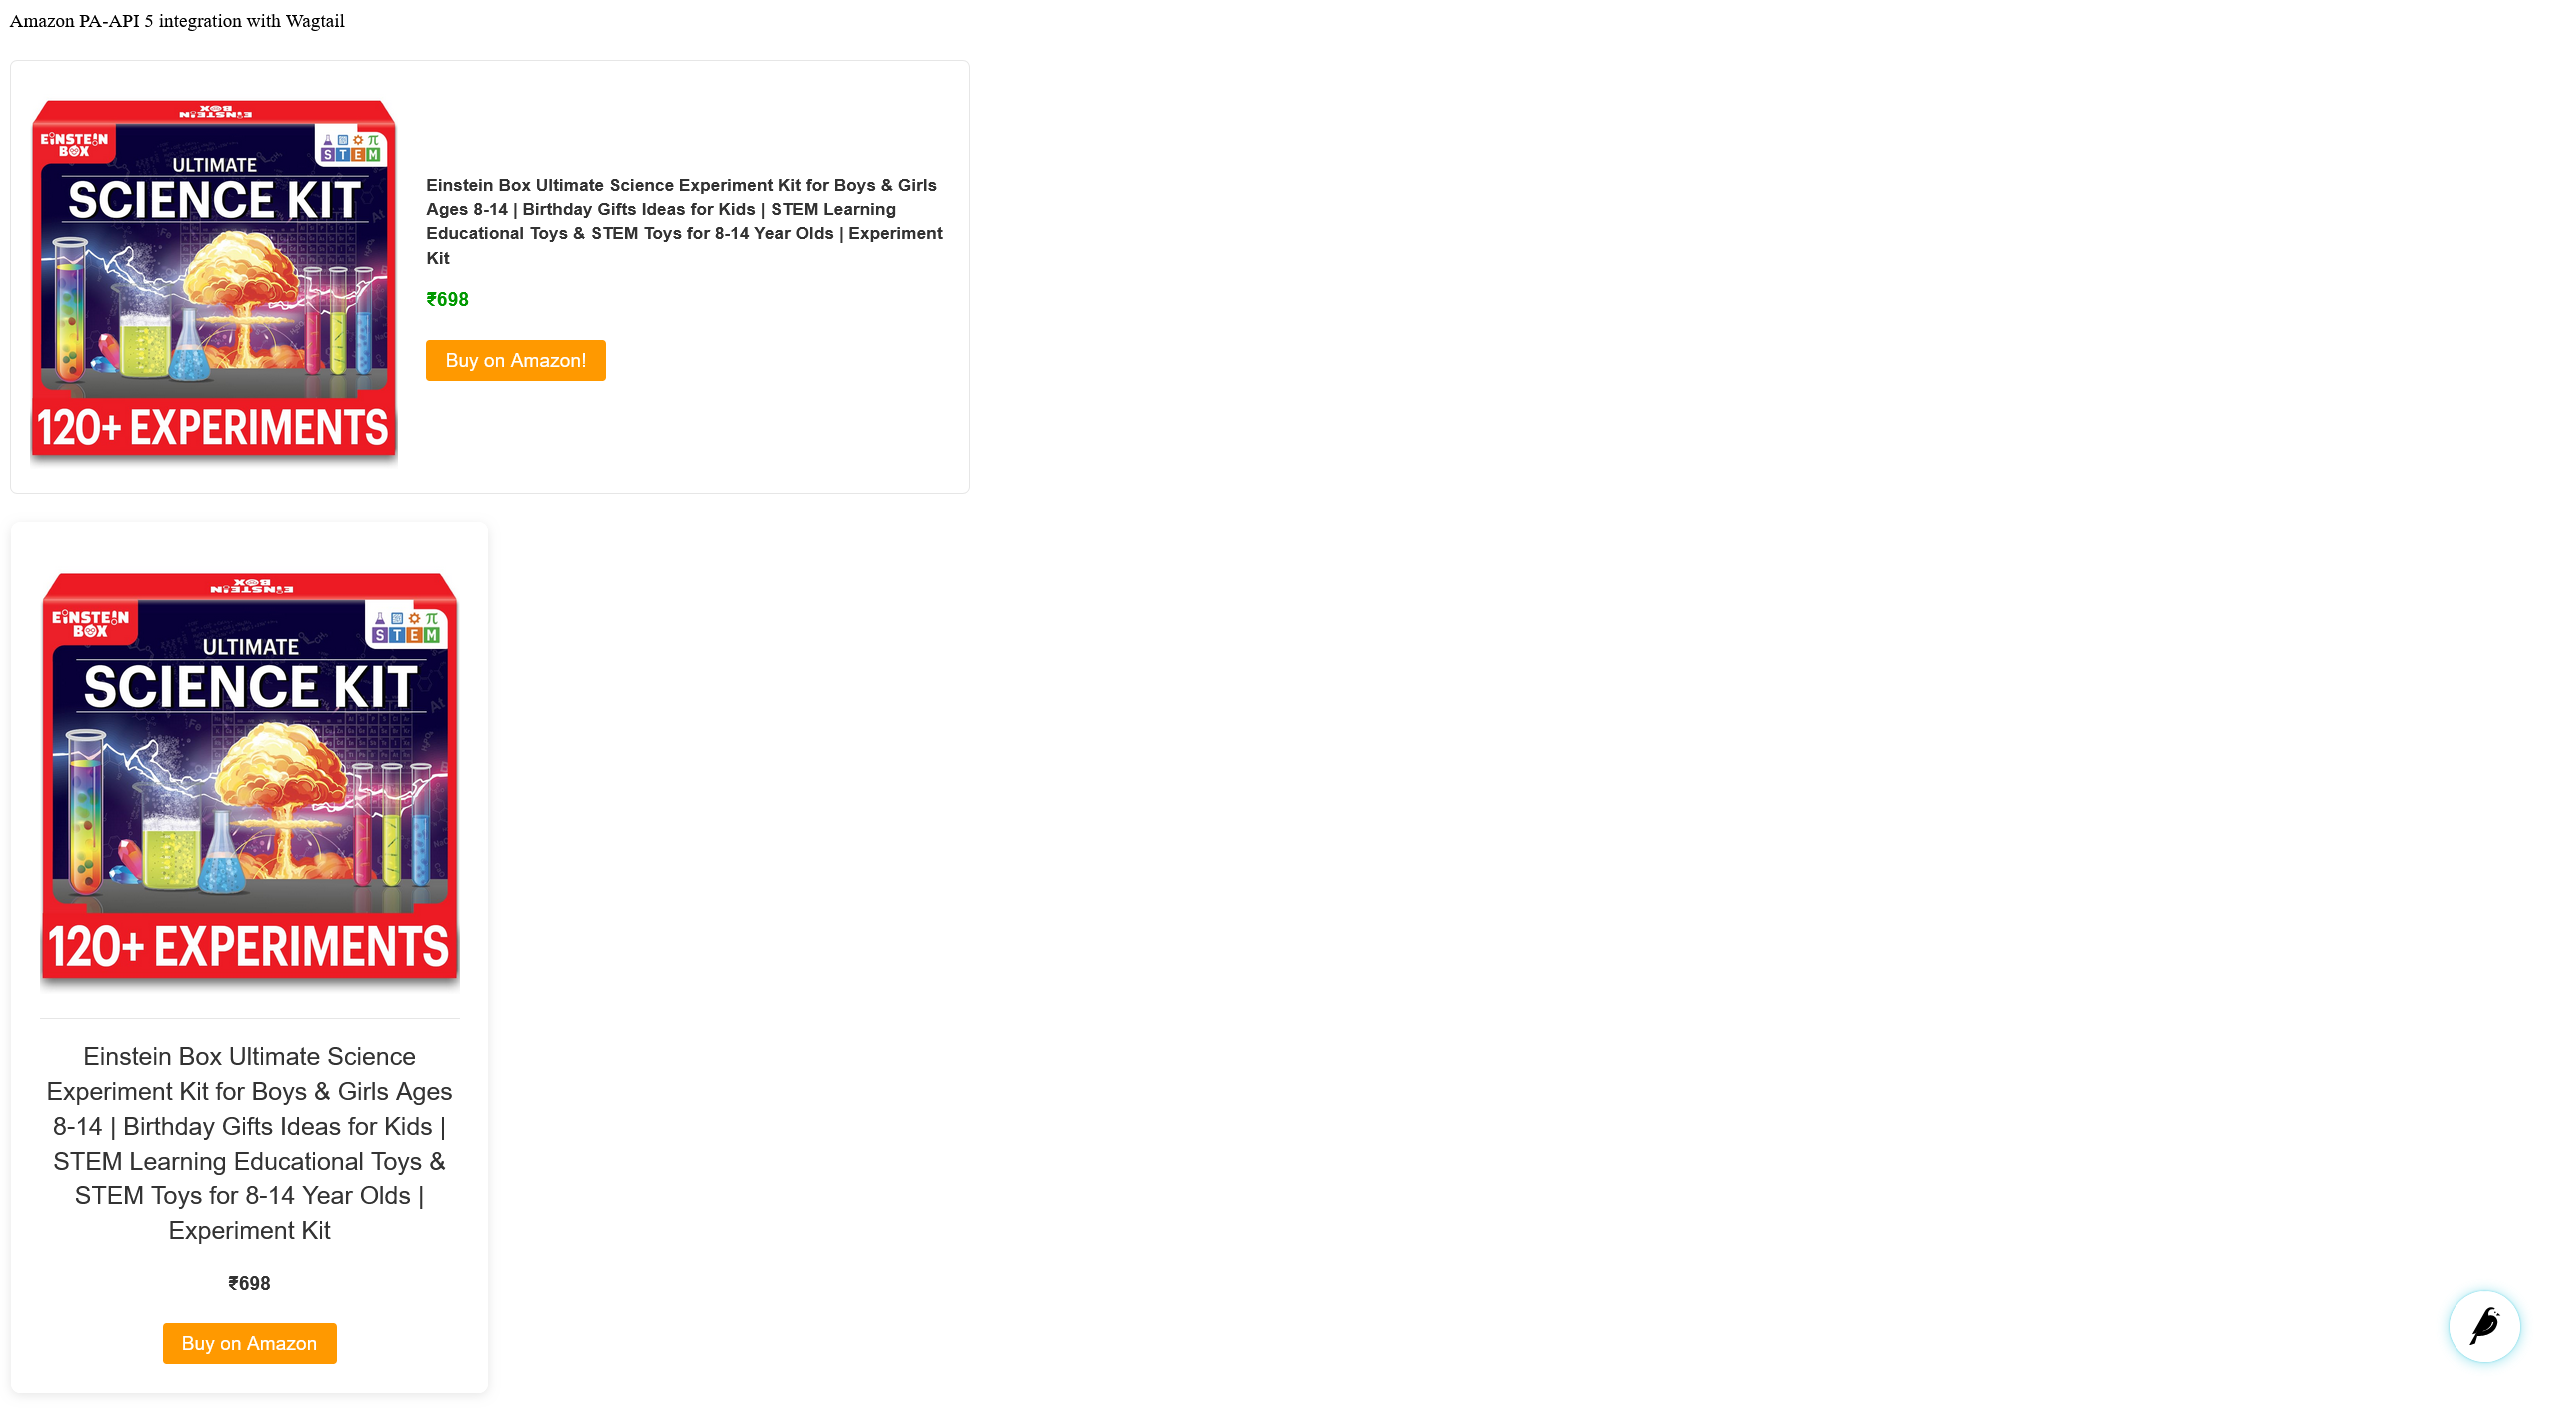 Amazon PA-API 5 integration with Wagtail
EINSTEIN BOX
EINSTEIN
BOX
STEM
ULTIMATE
SCIENCE KIT
120+ EXPERIMENTS
Einstein Box Ultimate Science Experiment Kit for Boys & Girls
Ages 8-14 | Birthday Gifts Ideas for Kids | STEM Learning
Educational Toys & STEM Toys for 8-14 Year Olds | Experiment
Kit
₹698
Buy on Amazon!
EINSTEIN BOX
EINSTEIN
BOX
STEM
ULTIMATE
SCIENCE KIT
120+ EXPERIMENTS
Einstein Box Ultimate Science
Experiment Kit for Boys & Girls Ages
8-14 | Birthday Gifts Ideas for Kids |
STEM Learning Educational Toys &
STEM Toys for 8-14 Year Olds |
Experiment Kit
₹698
Buy on Amazon